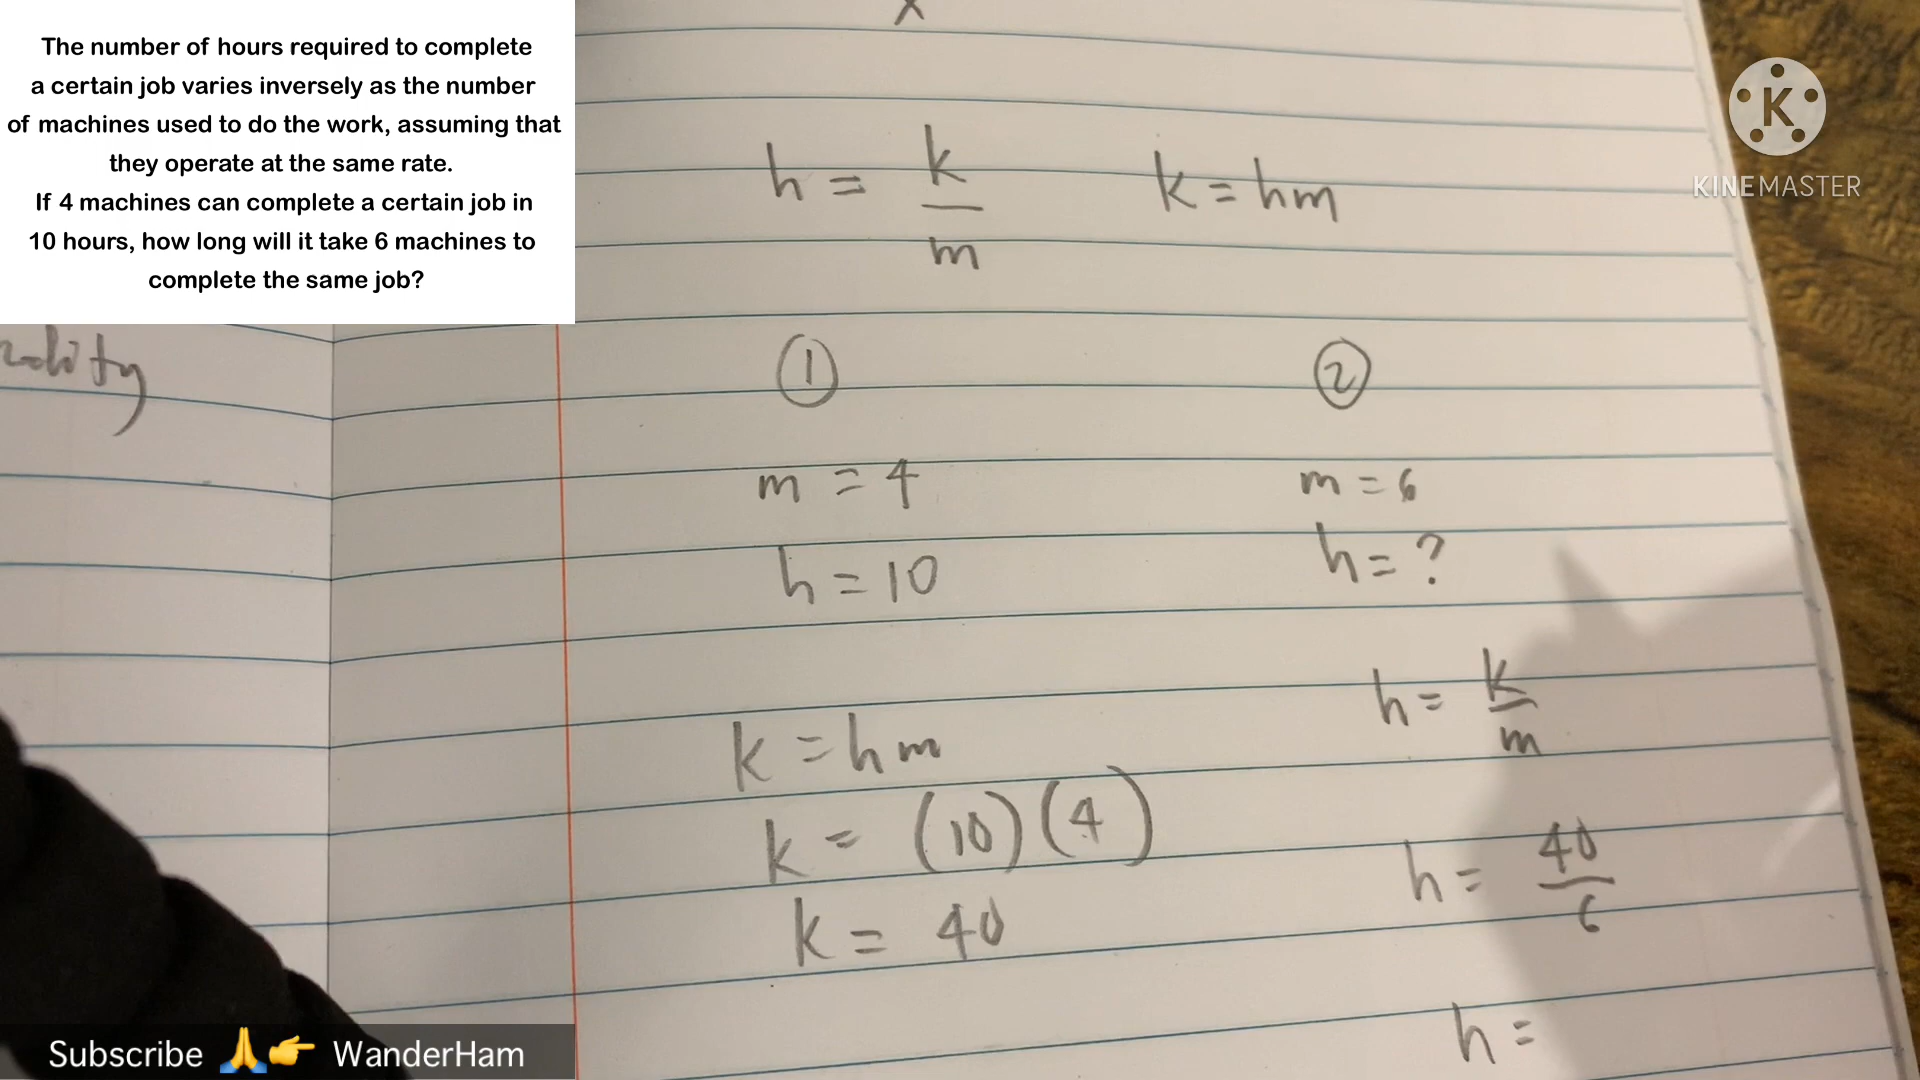 The number of hours required to complete
a certain job varies inversely as the number
of machines used to do the work, assuming that
they operate at the same rate.
If 4 machines can complete a certain job in
10 hours, how long will it take 6 machines to
complete the same job?
x
h = k/m
k = hm
KINEMASTER
1
2
m = 4
m = 6
h = 10
h = ?
k = hm
h = k/m
k = (10)(4)
h = 40/6
k = 40
h =
Subscribe 🙏👉 WanderHam